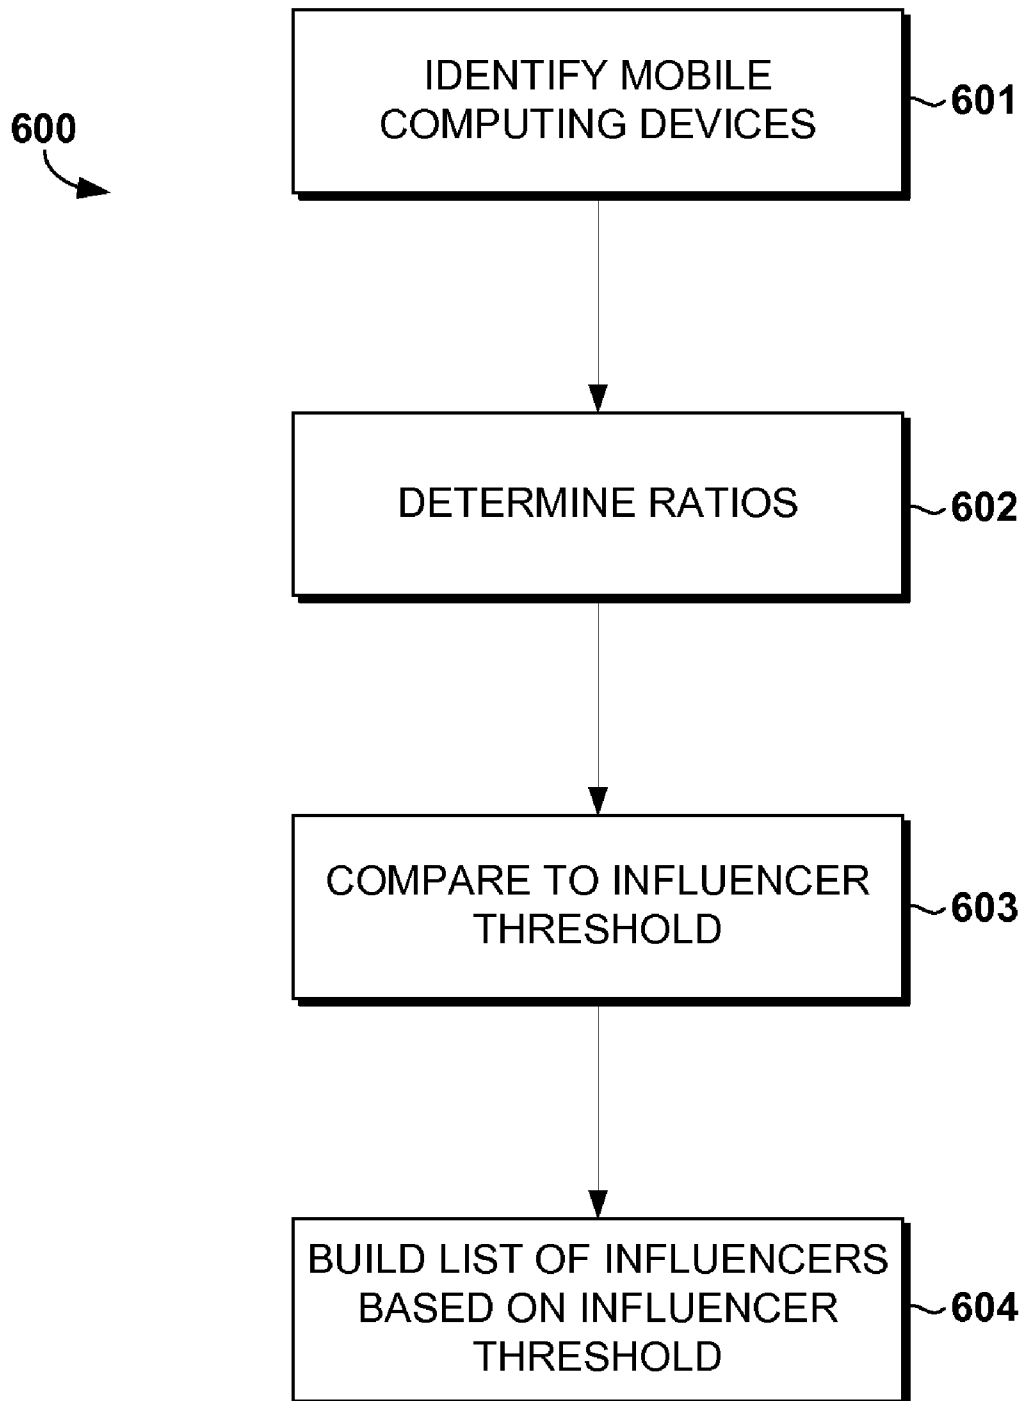 600
IDENTIFY MOBILE
COMPUTING DEVICES
601
DETERMINE RATIOS
602
COMPARE TO INFLUENCER
THRESHOLD
603
BUILD LIST OF INFLUENCERS
BASED ON INFLUENCER
THRESHOLD
604